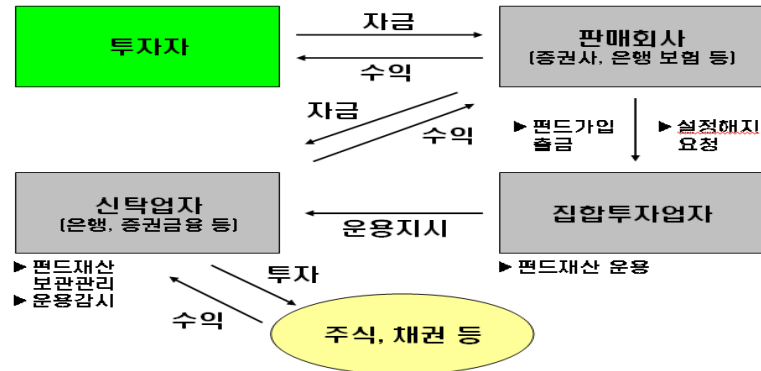 투자자
자금
수익
판매회사
(증권사, 은행 보험 등)
자금
수익
▶ 펀드가입
출금
▶ 설정해지
요청
신탁업자
(은행, 증권금융 등)
운용지시
집합투자업자
▶ 펀드재산
보관관리
▶ 운용감시
▶ 펀드재산 운용
투자
수익
주식, 채권 등